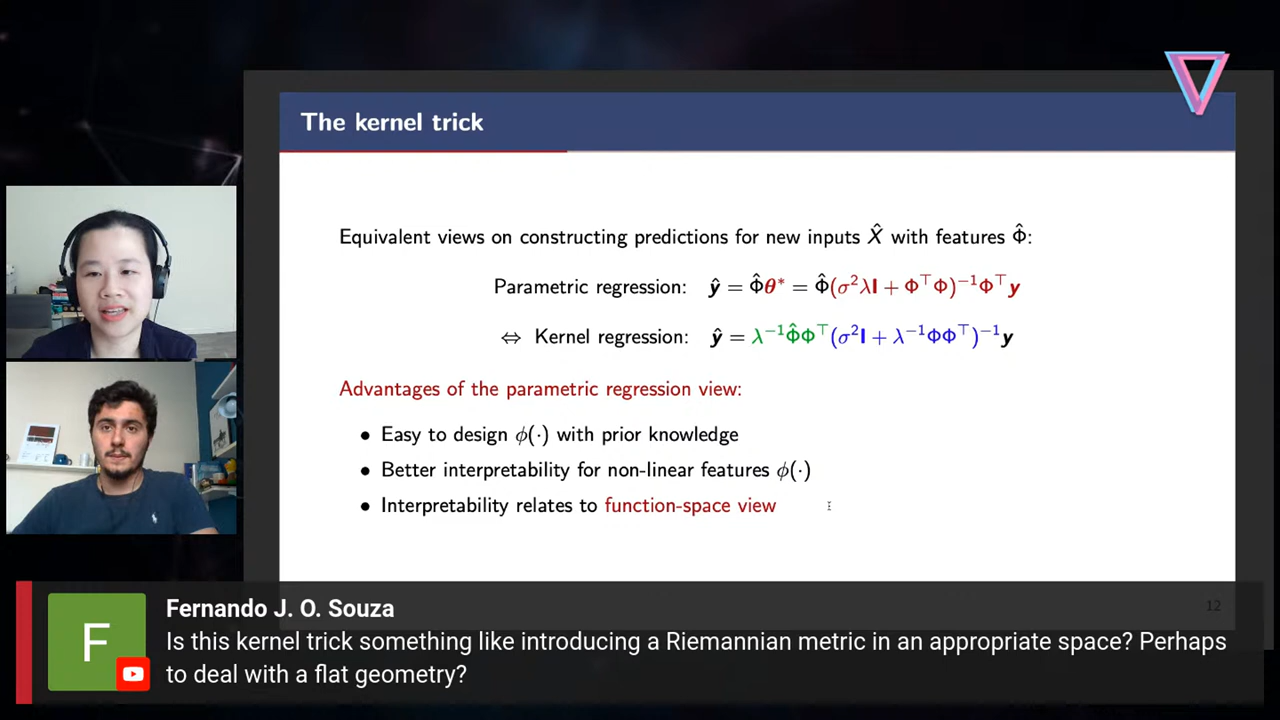 The kernel trick
Equivalent views on constructing predictions for new inputs X̂ with features Φ̂:
Parametric regression: ŷ = Φ̂θ* = Φ̂(σ²λI + Φ⊤Φ)⁻¹Φ⊤y
⇔ Kernel regression: ŷ = λ⁻¹Φ̂Φ⊤(σ²I + λ⁻¹ΦΦ⊤)⁻¹y
Advantages of the parametric regression view:
• Easy to design ϕ(·) with prior knowledge
• Better interpretability for non-linear features ϕ(·)
• Interpretability relates to function-space view
12
F
Fernando J. O. Souza
Is this kernel trick something like introducing a Riemannian metric in an appropriate space? Perhaps
to deal with a flat geometry?